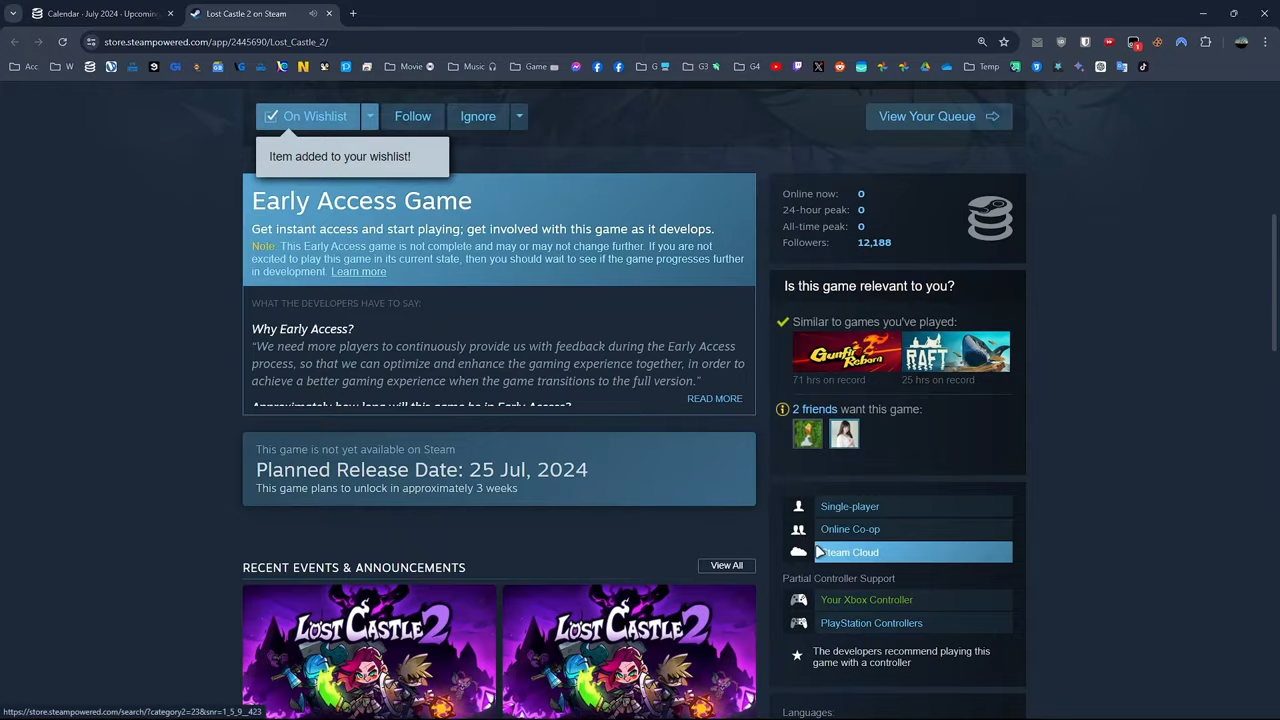 Calendar · July 2024 - Upcoming
Lost Castle 2 on Steam
store.steampowered.com/app/2445690/Lost_Castle_2/
Acc
W
Movie
Music
Game
G
G3
G4
Temp
On Wishlist
Follow
Ignore
View Your Queue
Item added to your wishlist!
Early Access Game
Get instant access and start playing; get involved with this game as it develops.
Note: This Early Access game is not complete and may or may not change further. If you are
not excited to play this game in its current state, then you should wait to see if the game progresses further
in development. Learn more
WHAT THE DEVELOPERS HAVE TO SAY:
Why Early Access?
“We need more players to continuously provide us with feedback during the Early Access
process, so that we can optimize and enhance the gaming experience together, in order to
achieve a better gaming experience when the game transitions to the full version.”
Approximately how long will this game be in Early Access?
READ MORE
This game is not yet available on Steam
Planned Release Date: 25 Jul, 2024
This game plans to unlock in approximately 3 weeks
RECENT EVENTS & ANNOUNCEMENTS
View All
LOST CASTLE 2
LOST CASTLE 2
Online now: 0
24-hour peak: 0
All-time peak: 0
Followers: 12,188
Is this game relevant to you?
Similar to games you've played:
GUNFIRE Reborn
RAFT
71 hrs on record
25 hrs on record
2 friends want this game:
Single-player
Online Co-op
Steam Cloud
Partial Controller Support
Your Xbox Controller
PlayStation Controllers
The developers recommend playing this
game with a controller
Languages:
https://store.steampowered.com/search/?category2=23&snr=1_5_9__423